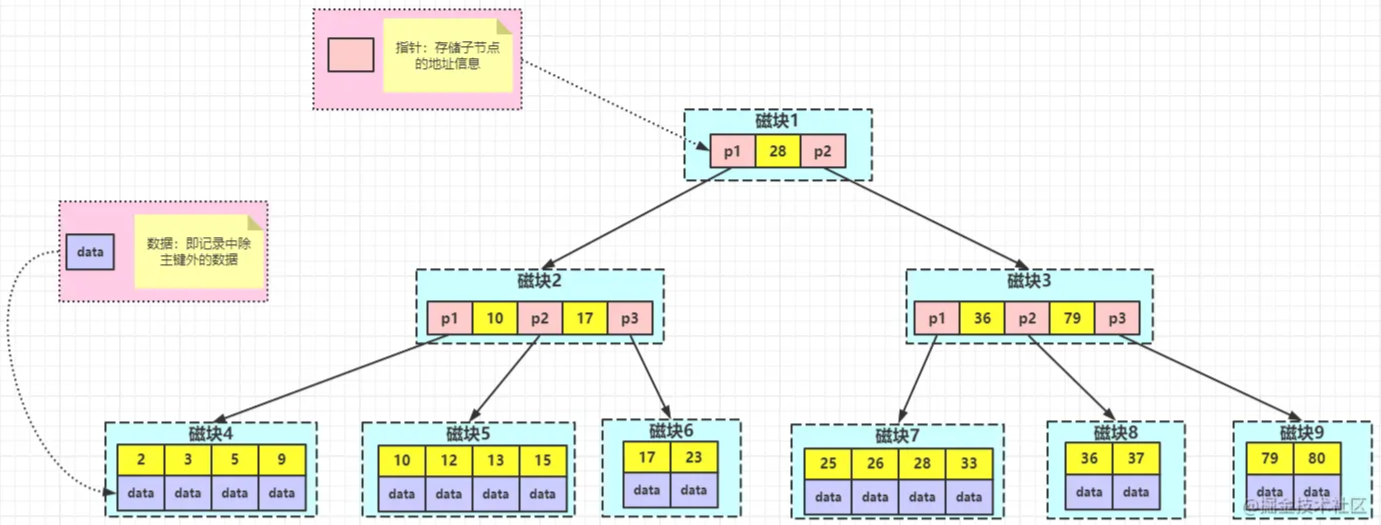 指针：存储子节点
的地址信息
磁块1
p1 28 p2
data
数据：即记录中除
主键外的数据
磁块2
p1 10 p2 17 p3
磁块3
p1 36 p2 79 p3
磁块4
2 3 5 9
data data data data
磁块5
10 12 13 15
data data data data
磁块6
17 23
data data
磁块7
25 26 28 33
data data data data
磁块8
36 37
data data
磁块9
79 80
data data
@掘金技术社区